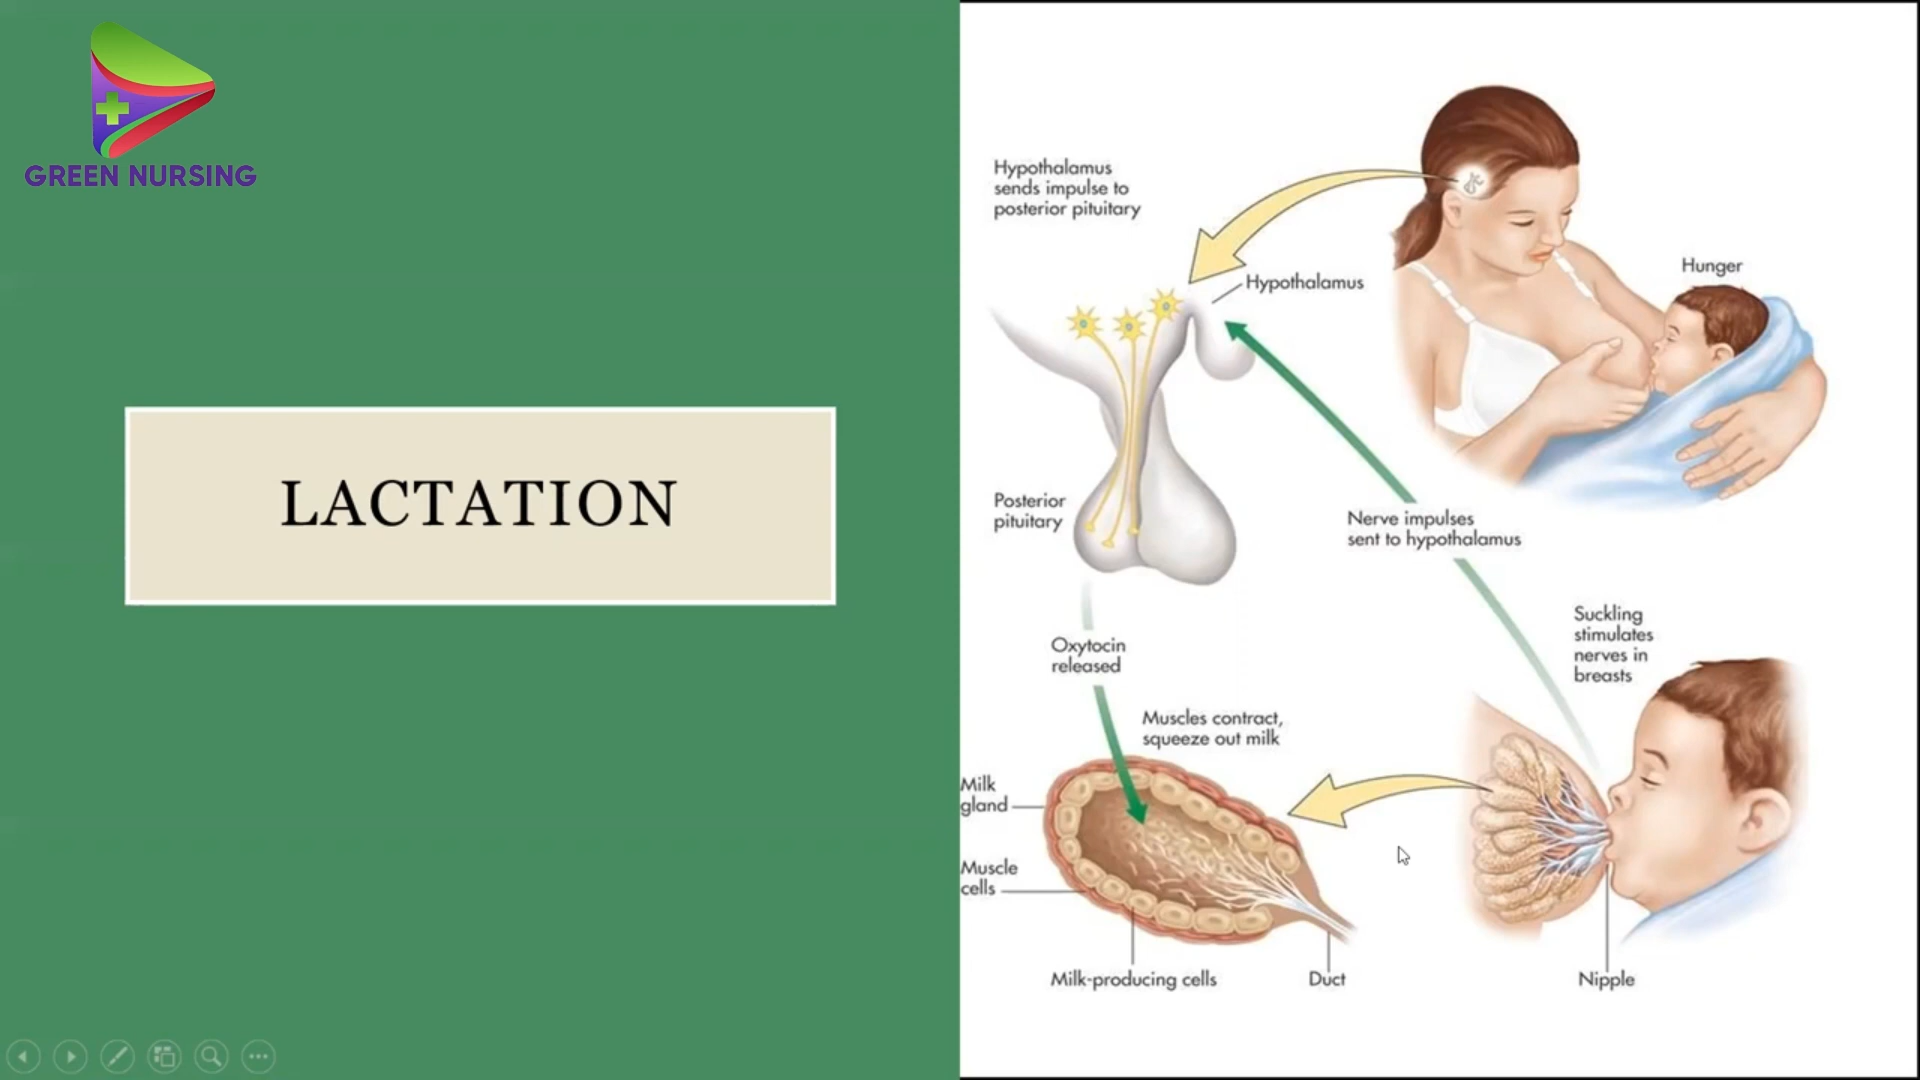 GREEN NURSING
LACTATION
Hypothalamus
sends impulse to
posterior pituitary
Hypothalamus
Hunger
Posterior
pituitary
Nerve impulses
sent to hypothalamus
Suckling
stimulates
nerves in
breasts
Oxytocin
released
Muscles contract,
squeeze out milk
Milk
gland
Muscle
cells
Milk-producing cells
Duct
Nipple